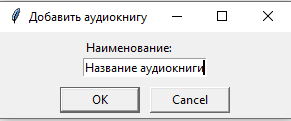 Добавить аудиокнигу
Наименование:
Название аудиокниги
OK Cancel